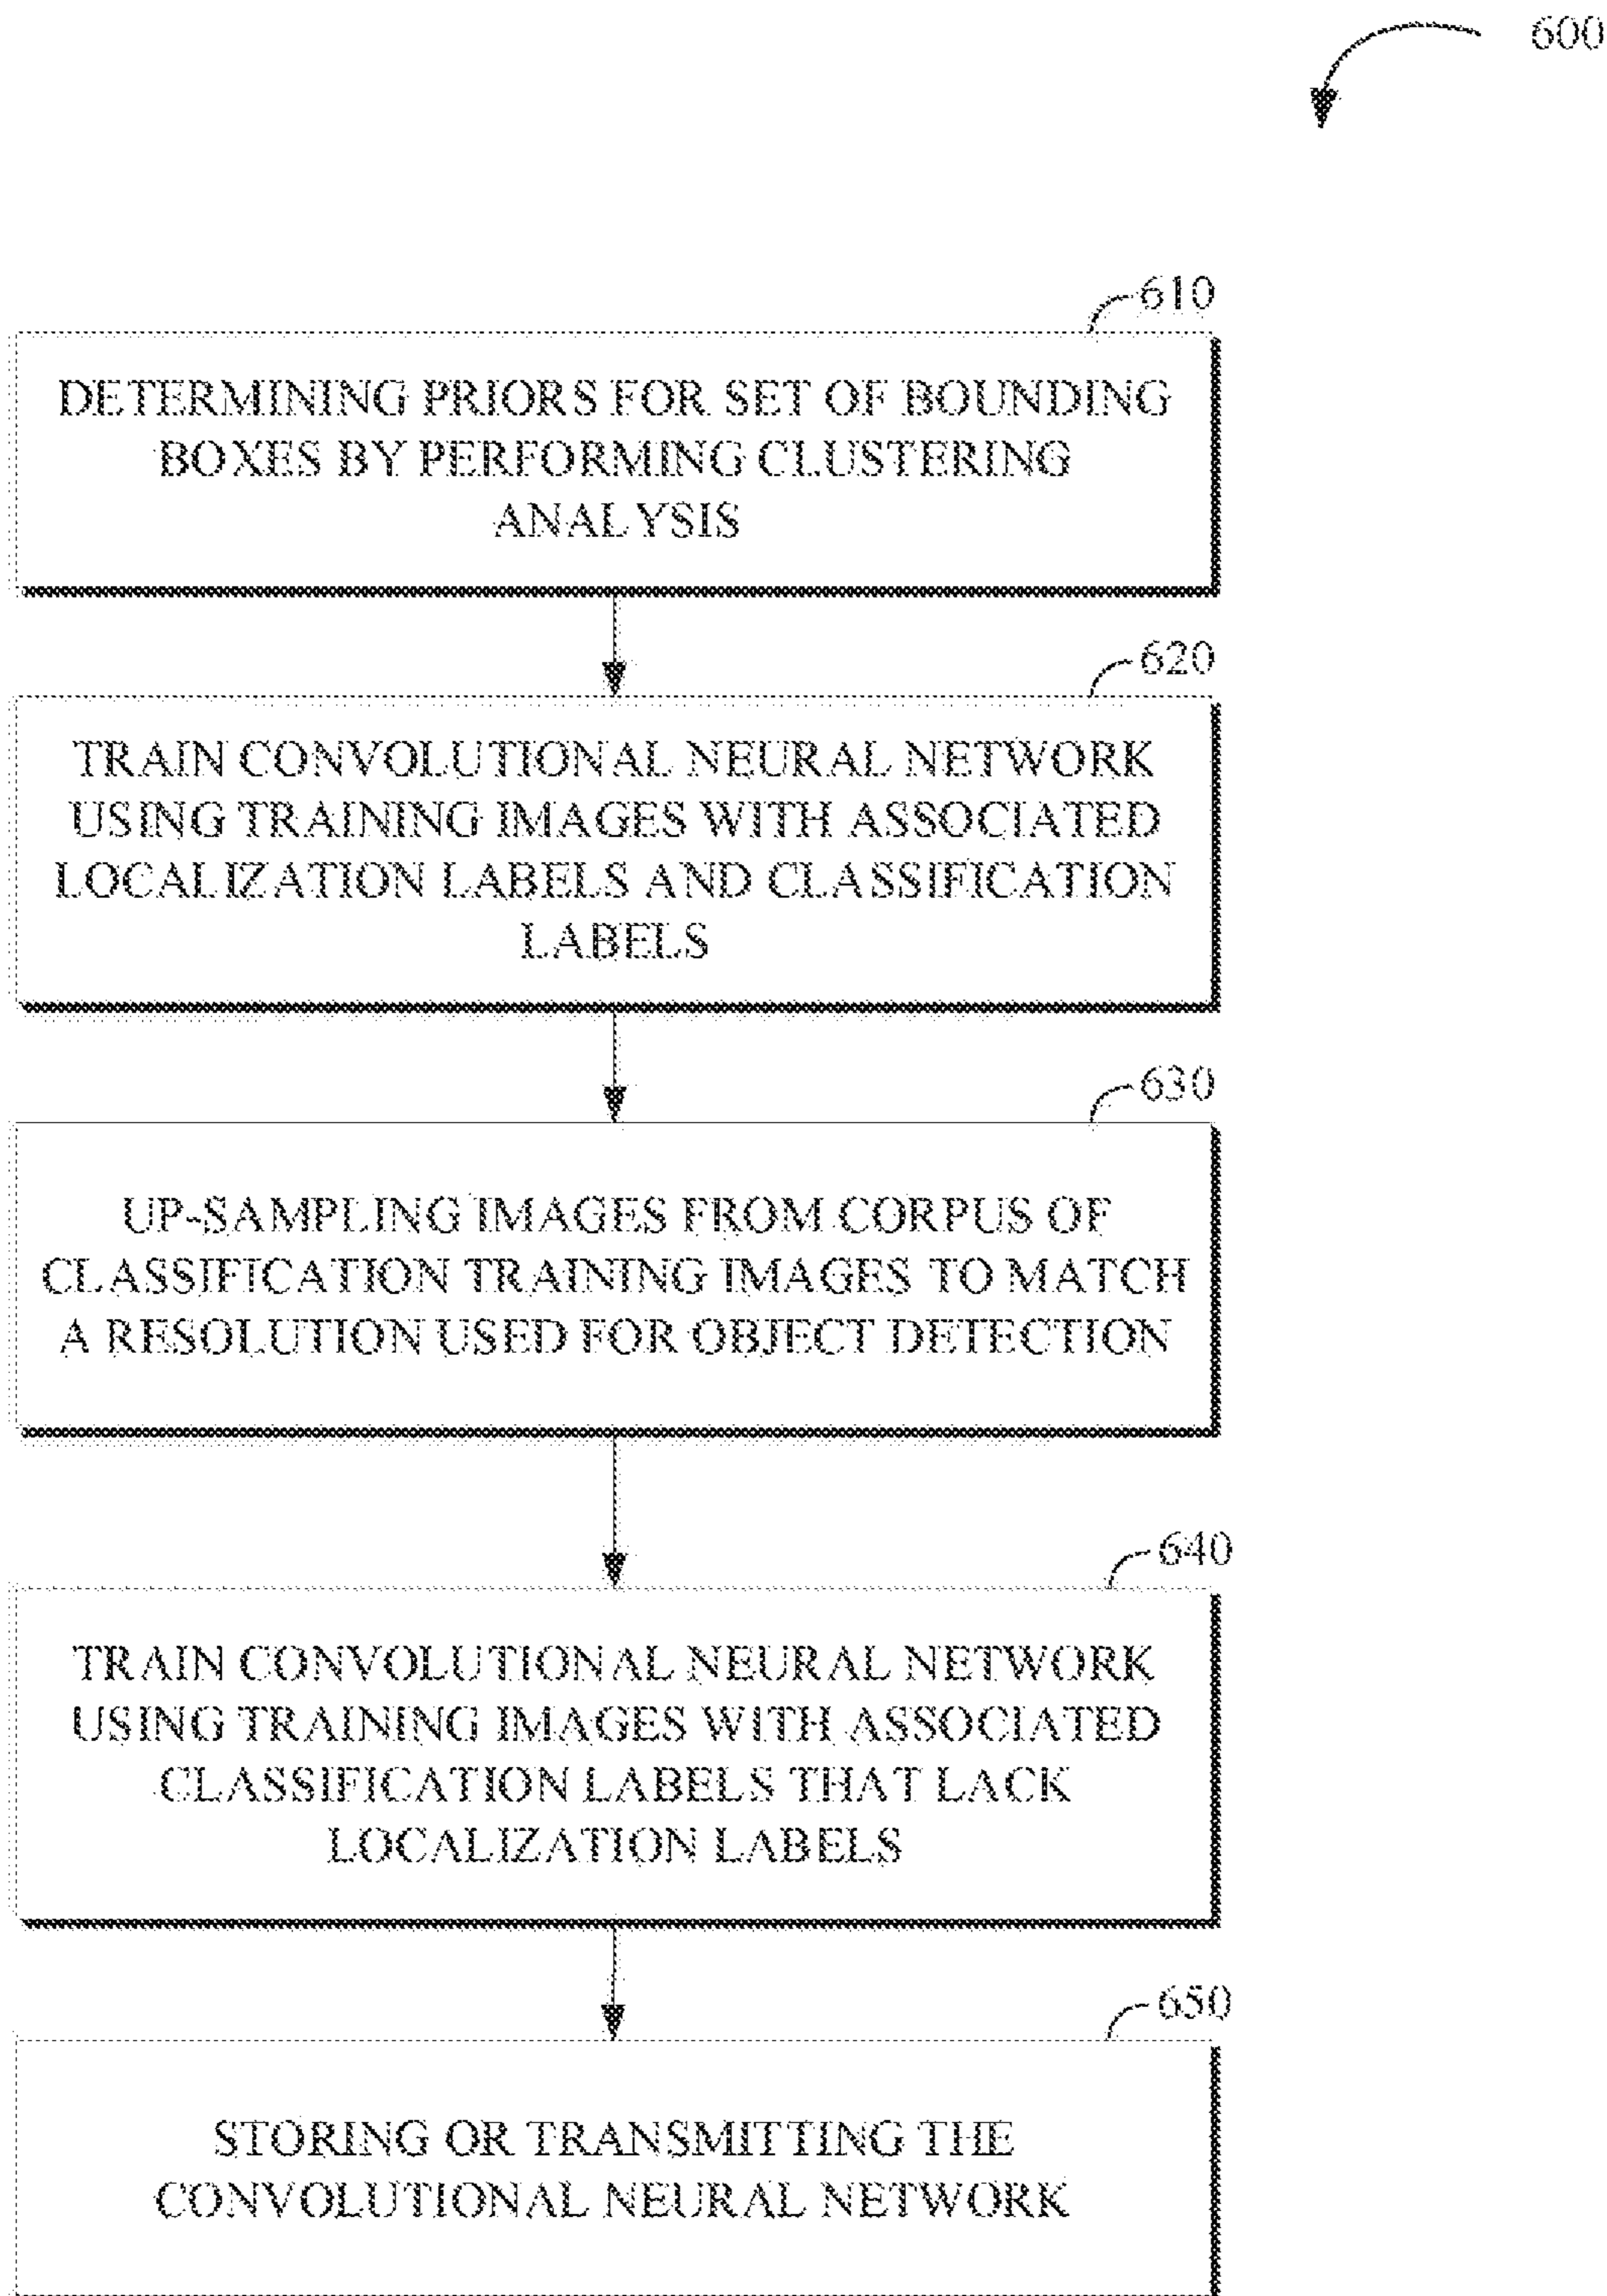 600
610
DETERMINING PRIORS FOR SET OF BOUNDING
BOXES BY PERFORMING CLUSTERING
ANALYSIS
620
TRAIN CONVOLUTIONAL NEURAL NETWORK
USING TRAINING IMAGES WITH ASSOCIATED
LOCALIZATION LABELS AND CLASSIFICATION
LABELS
630
UP-SAMPLING IMAGES FROM CORPUS OF
CLASSIFICATION TRAINING IMAGES TO MATCH
A RESOLUTION USED FOR OBJECT DETECTION
640
TRAIN CONVOLUTIONAL NEURAL NETWORK
USING TRAINING IMAGES WITH ASSOCIATED
CLASSIFICATION LABELS THAT LACK
LOCALIZATION LABELS
650
STORING OR TRANSMITTING THE
CONVOLUTIONAL NEURAL NETWORK